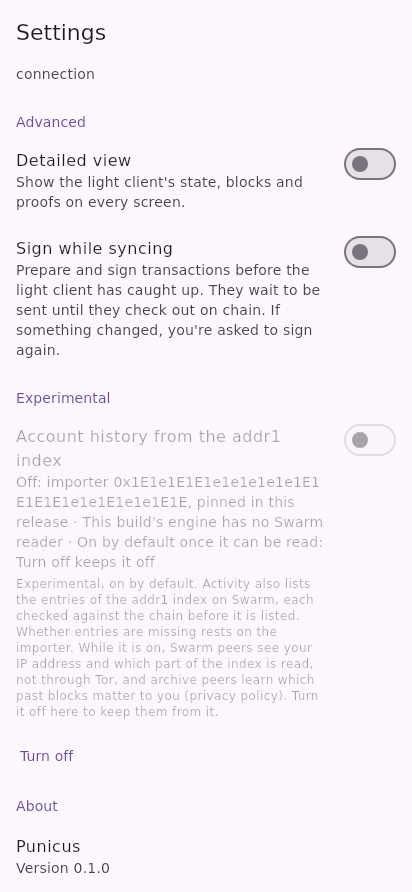 Settings
connection
Advanced
Detailed view
Show the light client's state, blocks and
proofs on every screen.
Sign while syncing
Prepare and sign transactions before the
light client has caught up. They wait to be
sent until they check out on chain. If
something changed, you're asked to sign
again.
Experimental
Account history from the addr1
index
Off: importer 0x1E1e1E1E1e1e1e1e1e1E1
E1E1E1e1e1E1e1e1e1E, pinned in this
release · This build's engine has no Swarm
reader · On by default once it can be read:
Turn off keeps it off
Experimental, on by default. Activity also lists
the entries of the addr1 index on Swarm, each
checked against the chain before it is listed.
Whether entries are missing rests on the
importer. While it is on, Swarm peers see your
IP address and which part of the index is read,
not through Tor, and archive peers learn which
past blocks matter to you (privacy policy). Turn
it off here to keep them from it.
Turn off
About
Punicus
Version 0.1.0